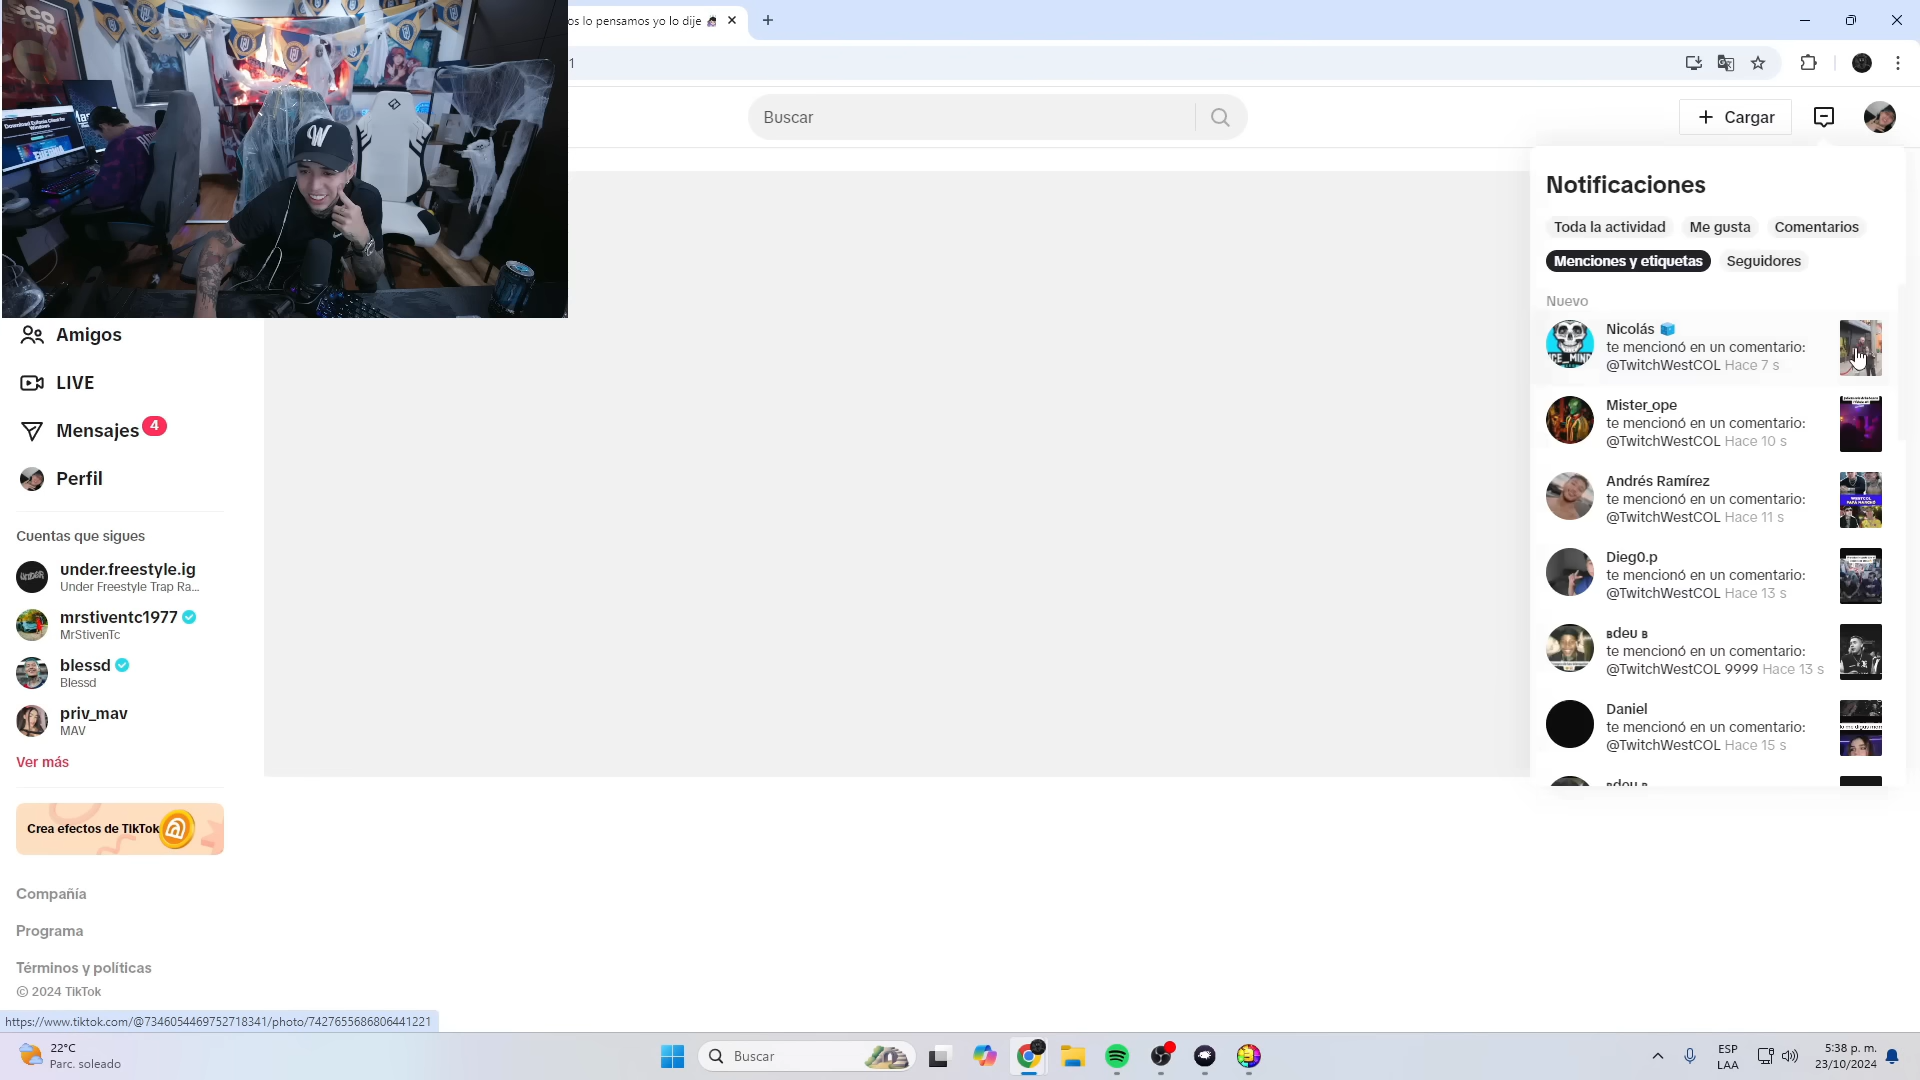 os lo pensamos yo lo dije
1
Buscar
Cargar
Notificaciones
Toda la actividad
Me gusta
Comentarios
Menciones y etiquetas
Seguidores
Nuevo
Nicolás
te mencionó en un comentario:
@TwitchWestCOL Hace 7 s
Mister_ope
te mencionó en un comentario:
@TwitchWestCOL Hace 10 s
Andrés Ramírez
te mencionó en un comentario:
@TwitchWestCOL Hace 11 s
Dieg0.p
te mencionó en un comentario:
@TwitchWestCOL Hace 13 s
ʙdeu ʙ
te mencionó en un comentario:
@TwitchWestCOL 9999 Hace 13 s
Daniel
te mencionó en un comentario:
@TwitchWestCOL Hace 15 s
ʙdeu ʙ
Amigos
LIVE
Mensajes 4
Perfil
Cuentas que sigues
under.freestyle.ig
Under Freestyle Trap Ra...
mrstiventc1977
MrStivenTc
blessd
Blessd
priv_mav
MAV
Ver más
Crea efectos de TikTok
Compañía
Programa
Términos y políticas
© 2024 TikTok
https://www.tiktok.com/@7346054469752718341/photo/7427655686806441221
22°C
Parc. soleado
Buscar
ESP
LAA
5:38 p. m.
23/10/2024